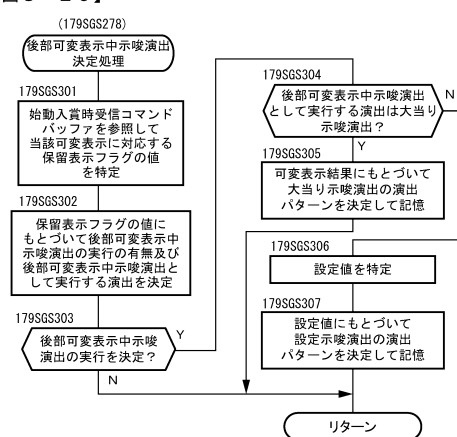 (179SGS278)
後部可変表示中示唆演出
決定処理
179SGS301
始動入賞時受信コマンド
バッファを参照して
当該可変表示に対応する
保留表示フラグの値
を特定
179SGS302
保留表示フラグの値に
もとづいて後部可変表示中
示唆演出の実行の有無及び
後部可変表示中示唆演出と
して実行する演出を決定
179SGS303
後部可変表示中示唆
演出の実行を決定?
Y
N
179SGS304
後部可変表示中示唆演出
として実行する演出は大当り
示唆演出?
N
Y
179SGS305
可変表示結果にもとづいて
大当り示唆演出の演出
パターンを決定して記憶
179SGS306
設定値を特定
179SGS307
設定値にもとづいて
設定示唆演出の演出
パターンを決定して記憶
リターン